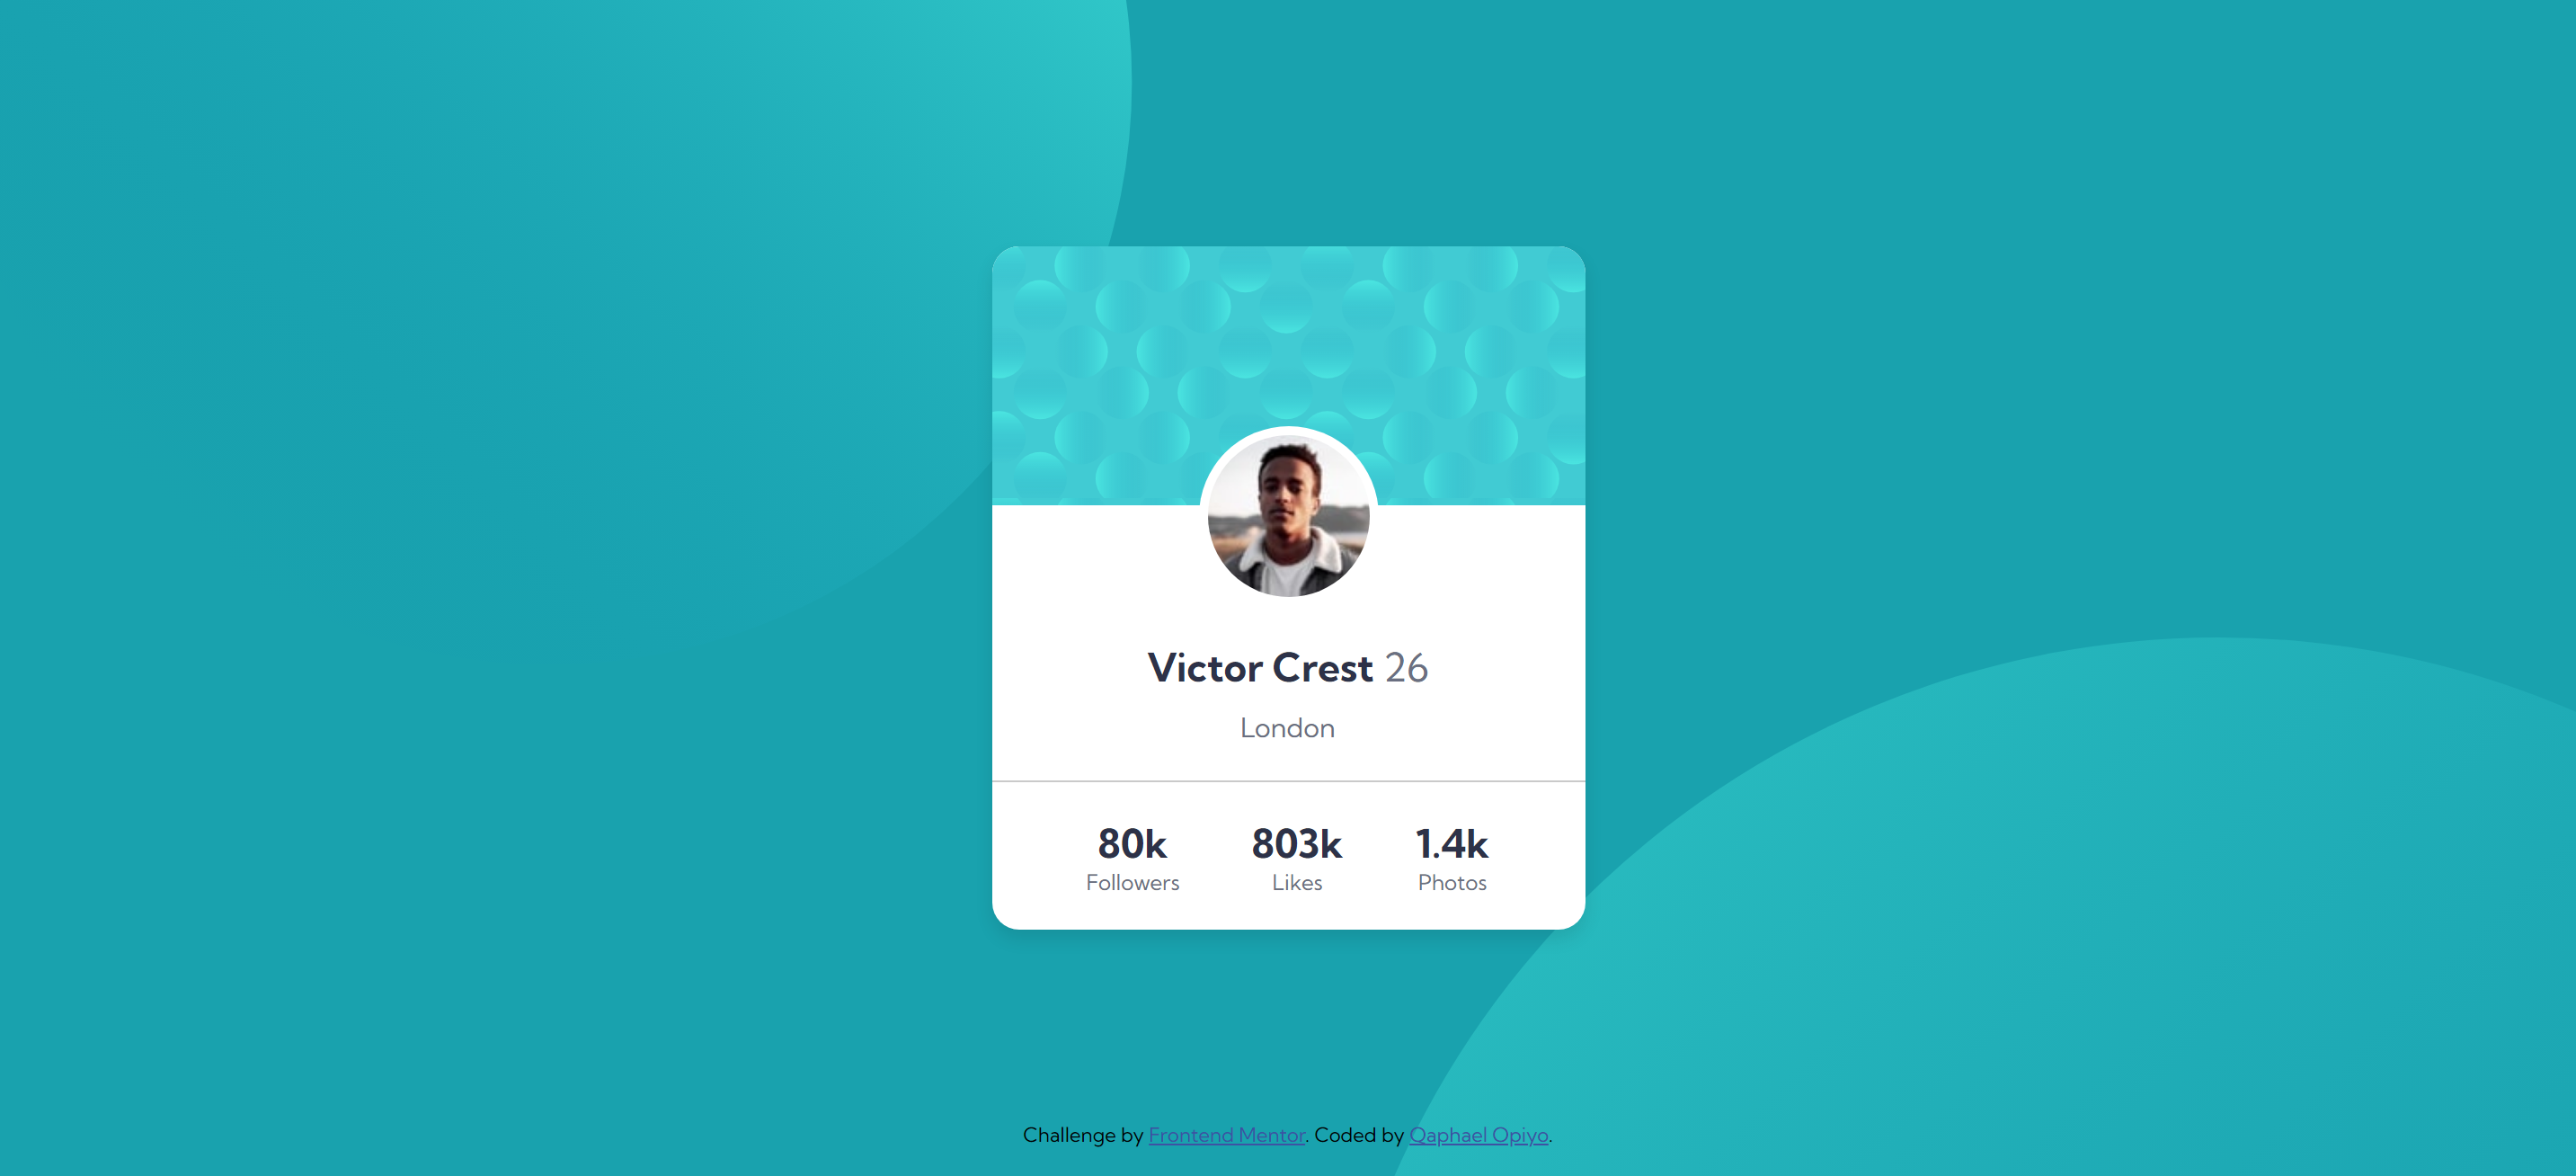 Victor Crest 26
London
80k 803k 1.4k
Followers Likes Photos
Challenge by Frontend Mentor. Coded by Qaphael Opiyo.